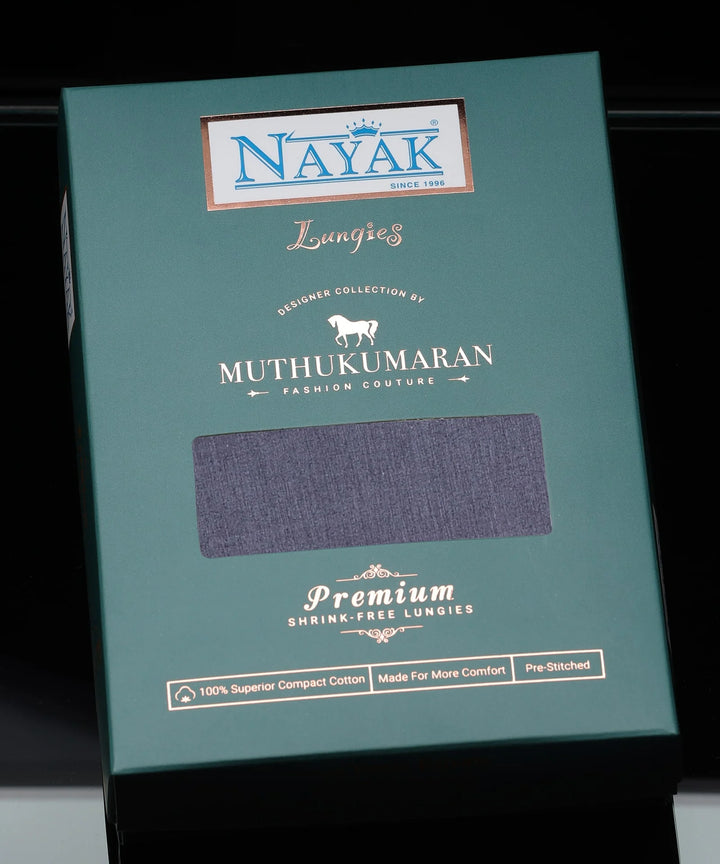 NAYAK®
SINCE 1996
Lungies
DESIGNER COLLECTION BY
MUTHUKUMARAN
FASHION COUTURE
Premium
SHRINK-FREE LUNGIES
100% Superior Compact Cotton Made For More Comfort Pre-Stitched